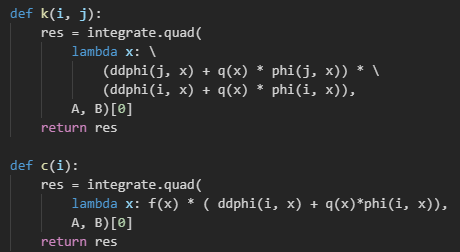 def k(i, j):
    res = integrate.quad(
        lambda x: \
            (ddphi(j, x) + q(x) * phi(j, x)) * \
            (ddphi(i, x) + q(x) * phi(i, x)),
        A, B)[0]
    return res

def c(i):
    res = integrate.quad(
        lambda x: f(x) * ( ddphi(i, x) + q(x)*phi(i, x)),
        A, B)[0]
    return res